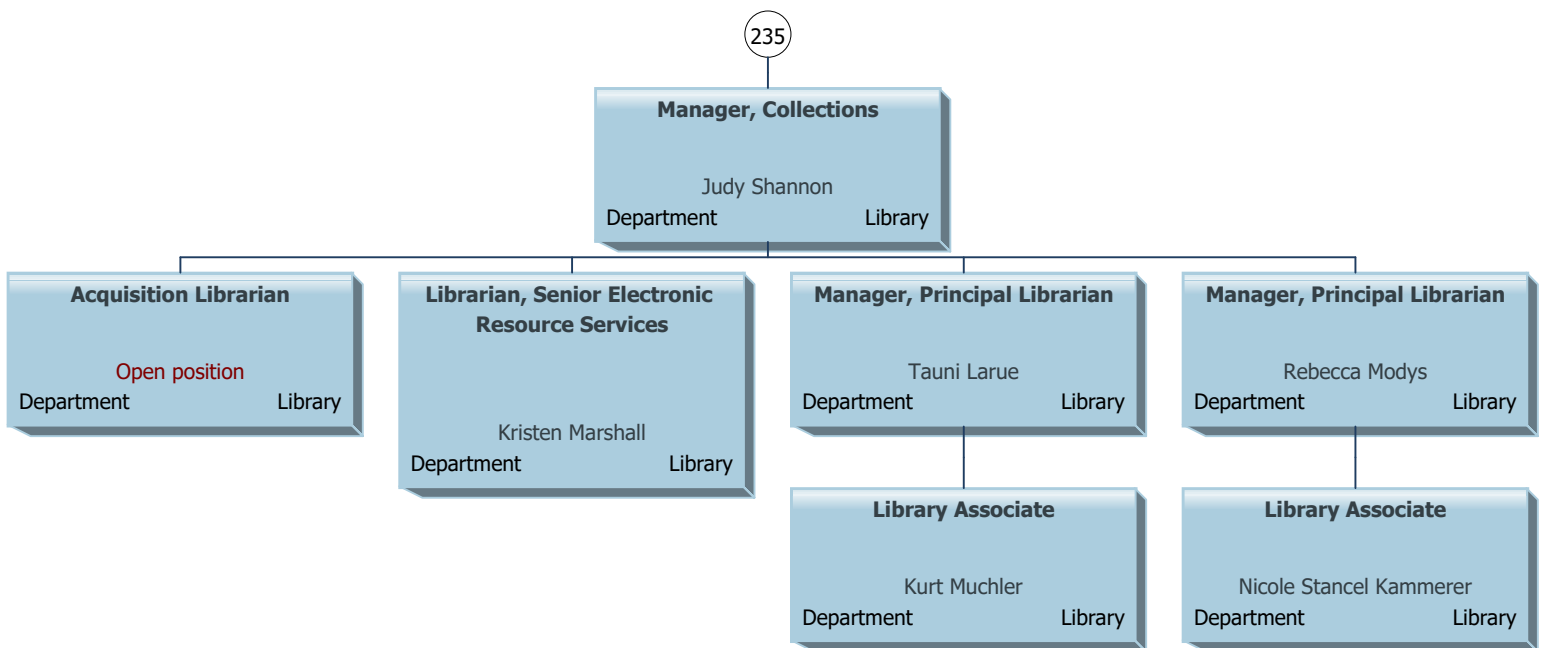 235
Manager, Collections
Judy Shannon
Department Library
Acquisition Librarian
Open position
Department Library
Librarian, Senior Electronic
Resource Services
Kristen Marshall
Department Library
Manager, Principal Librarian
Tauni Larue
Department Library
Manager, Principal Librarian
Rebecca Modys
Department Library
Library Associate
Kurt Muchler
Department Library
Library Associate
Nicole Stancel Kammerer
Department Library